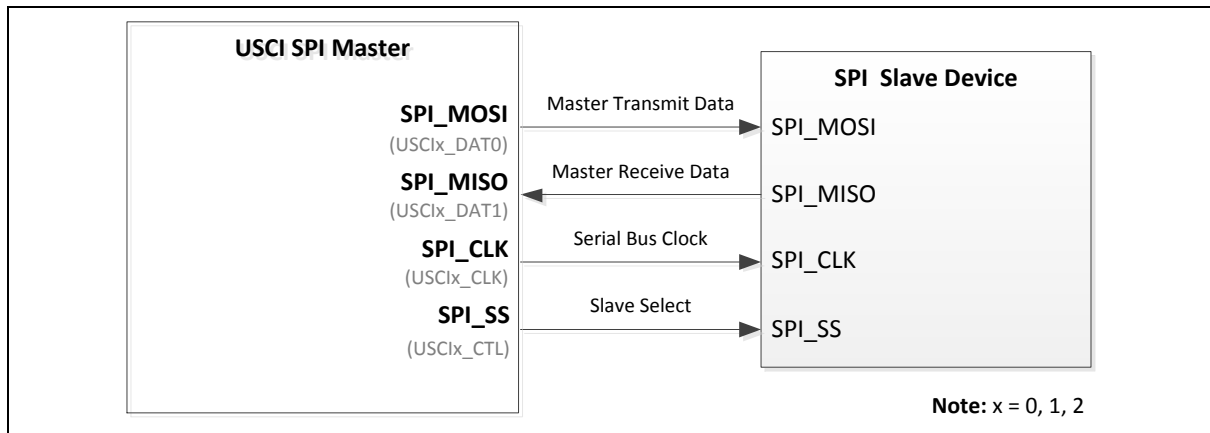 USCI SPI Master
SPI Slave Device
SPI_MOSI
(USCIx_DAT0)
Master Transmit Data
SPI_MOSI
SPI_MISO
(USCIx_DAT1)
Master Receive Data
SPI_MISO
SPI_CLK
(USCIx_CLK)
Serial Bus Clock
SPI_CLK
SPI_SS
(USCIx_CTL)
Slave Select
SPI_SS
Note: x = 0, 1, 2